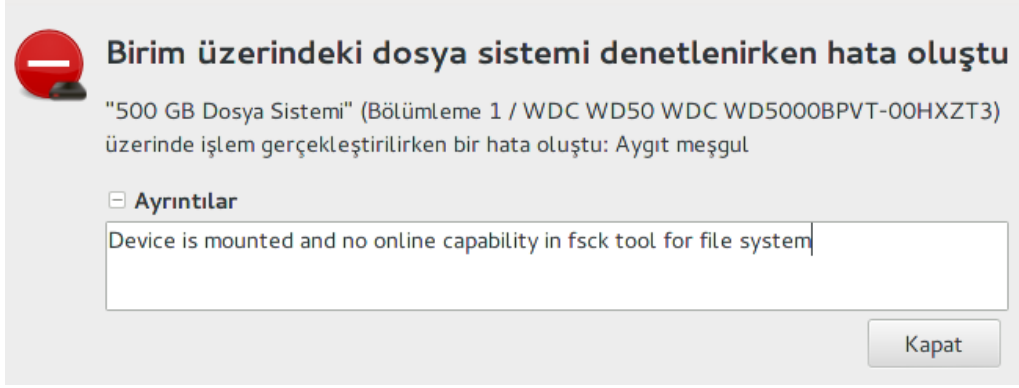 Birim üzerindeki dosya sistemi denetlenirken hata oluştu
"500 GB Dosya Sistemi" (Bölümleme 1 / WDC WD50 WDC WD5000BPVT-00HXZT3)
üzerinde işlem gerçekleştirilirken bir hata oluştu: Aygıt meşgul
Ayrıntılar
Device is mounted and no online capability in fsck tool for file system
Kapat